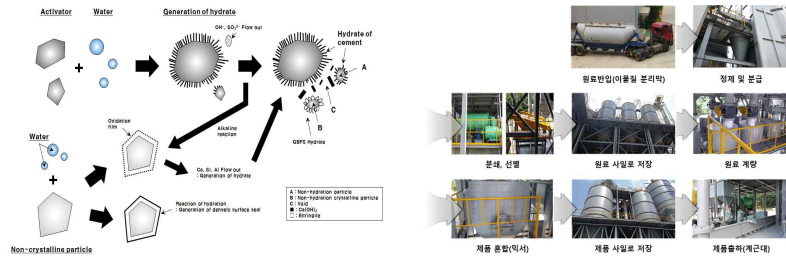 Activator
Water
Generation of hydrate
OH⁻, SO₃²⁻ Flow out
Hydrate of
cement
A
C
B
GBFS Hydrate
Water
Oxidation
film
Alkaline
reaction
Ca, Si, Al Flow out
: Generation of hydrate
Reaction of hydration
: Generation of densely surface seal
Non-crystalline particle
A : Non-hydration particle
B : Non-hydration crystalline particle
C : Void
■ : Ca(OH)₂
□ : Ettringite
원료반입(이물질 분리막)
정제 및 분급
분쇄, 선별
원료 사일로 저장
원료 계량
제품 혼합(믹서)
제품 사일로 저장
제품출하(계근대)